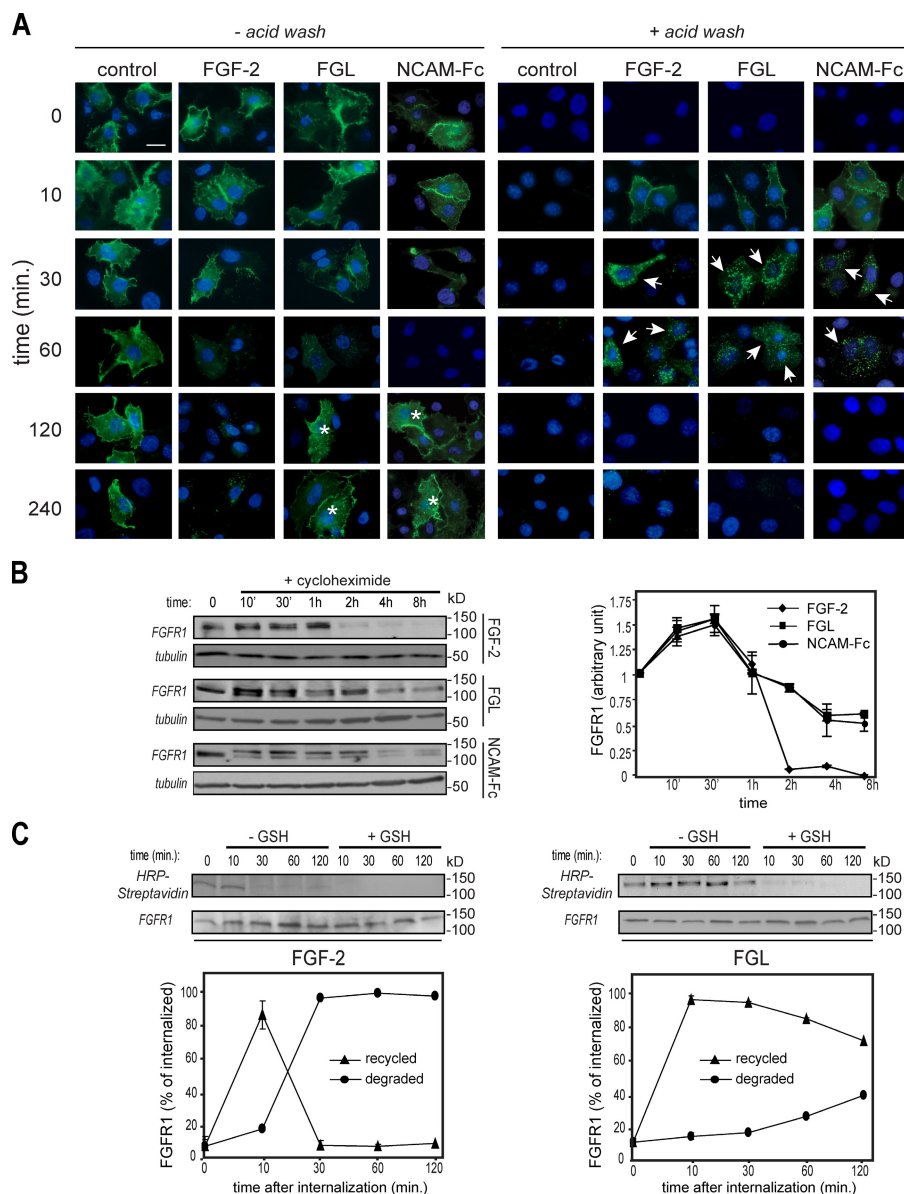 A
- acid wash + acid wash
control FGF-2 FGL NCAM-Fc control FGF-2 FGL NCAM-Fc
time (min.)
0
10
30
60
120
*
*
240
*
*
B
+ cycloheximide
time: 0 10' 30' 1h 2h 4h 8h kD
FGFR1 -150
-100
tubulin -50
FGF-2
FGFR1 -150
-100
tubulin -50
FGL
FGFR1 -150
-100
tubulin -50
NCAM-Fc
FGFR1 (arbitrary unit)
1.75
1.5
1.25
1
0.75
0.5
0.25
0
FGF-2
FGL
NCAM-Fc
10' 30' 1h 2h 4h 8h
time
C
- GSH + GSH
time (min.): 0 10 30 60 120 10 30 60 120 kD
HRP-
Streptavidin
-150
-100
FGFR1
-150
-100
FGF-2
FGFR1 (% of internalized)
100
80
60
40
20
10
0
recycled
degraded
0 10 30 60 120
time after internalization (min.)
- GSH + GSH
time (min.): 0 10 30 60 120 10 30 60 120 kD
HRP-
Streptavidin
-150
-100
FGFR1
-150
-100
FGL
FGFR1 (% of internalized)
100
80
60
40
20
10
0
recycled
degraded
0 10 30 60 120
time after internalization (min.)